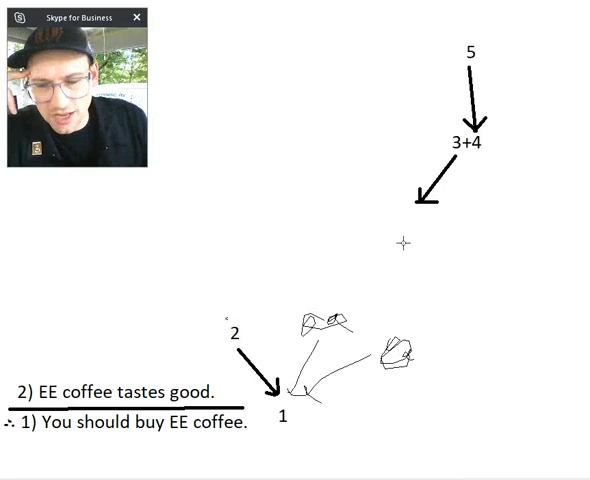 Skype for Business
5
3+4
2
2) EE coffee tastes good.
∴ 1) You should buy EE coffee.
1